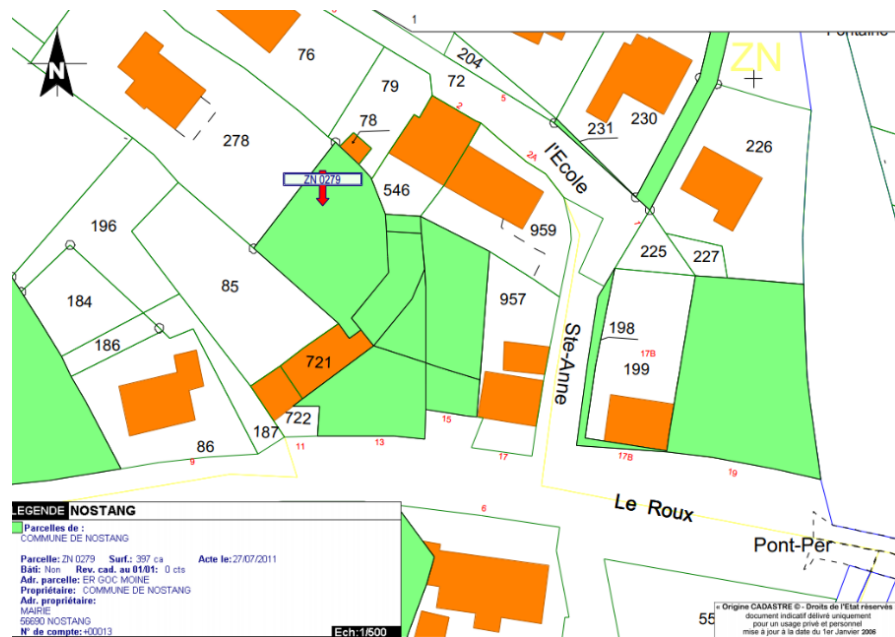 1
Fontaine
76
204
ZN
N
79
72
5
2
78
231
230
278
226
2A
l'Ecole
ZN 0279
546
7
196
959
225
227
85
184
957
Ste-Anne
198
17B
186
199
721
722
15
187
86
11
13
9
17
17B
19
6
Le Roux
Pont-Per
LEGENDE NOSTANG
Parcelles de :
COMMUNE DE NOSTANG
Parcelle: ZN 0279 Surf.: 397 ca Acte le: 27/07/2011
Bâti: Non Rev. cad. au 01/01: 0 cts
Adr. parcelle: ER GOC MOINE
Propriétaire: COMMUNE DE NOSTANG
Adr. propriétaire:
MAIRIE
56690 NOSTANG
N° de compte: +00013
Ech:1/500
55
« Origine CADASTRE © - Droits de l'Etat réservés
document indicatif délivré uniquement
pour un usage privé et personnel
mise à jour à la date du 1er Janvier 2006